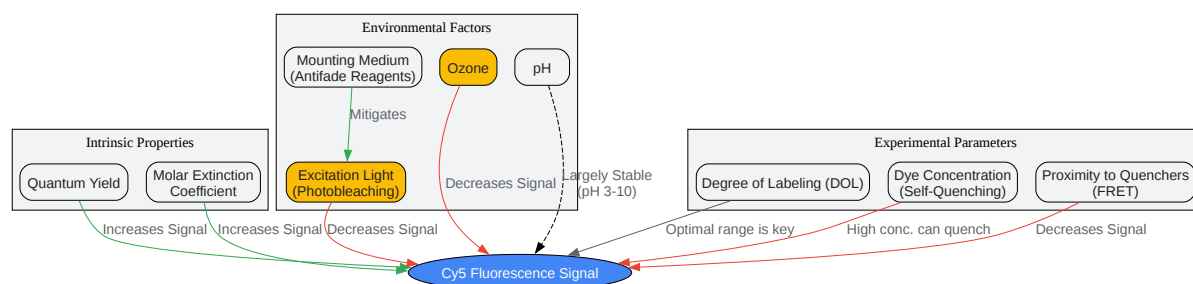 Environmental Factors
Mounting Medium
(Antifade Reagents)
Ozone
pH
Mitigates
Intrinsic Properties
Experimental Parameters
Quantum Yield
Molar Extinction
Coefficient
Excitation Light
(Photobleaching)
Decreases Signal
Largely Stable
(pH 3-10)
Degree of Labeling (DOL)
Dye Concentration
(Self-Quenching)
Proximity to Quenchers
(FRET)
Increases Signal
Increases Signal
Decreases Signal
Optimal range is key
High conc. can quench
Decreases Signal
Cy5 Fluorescence Signal